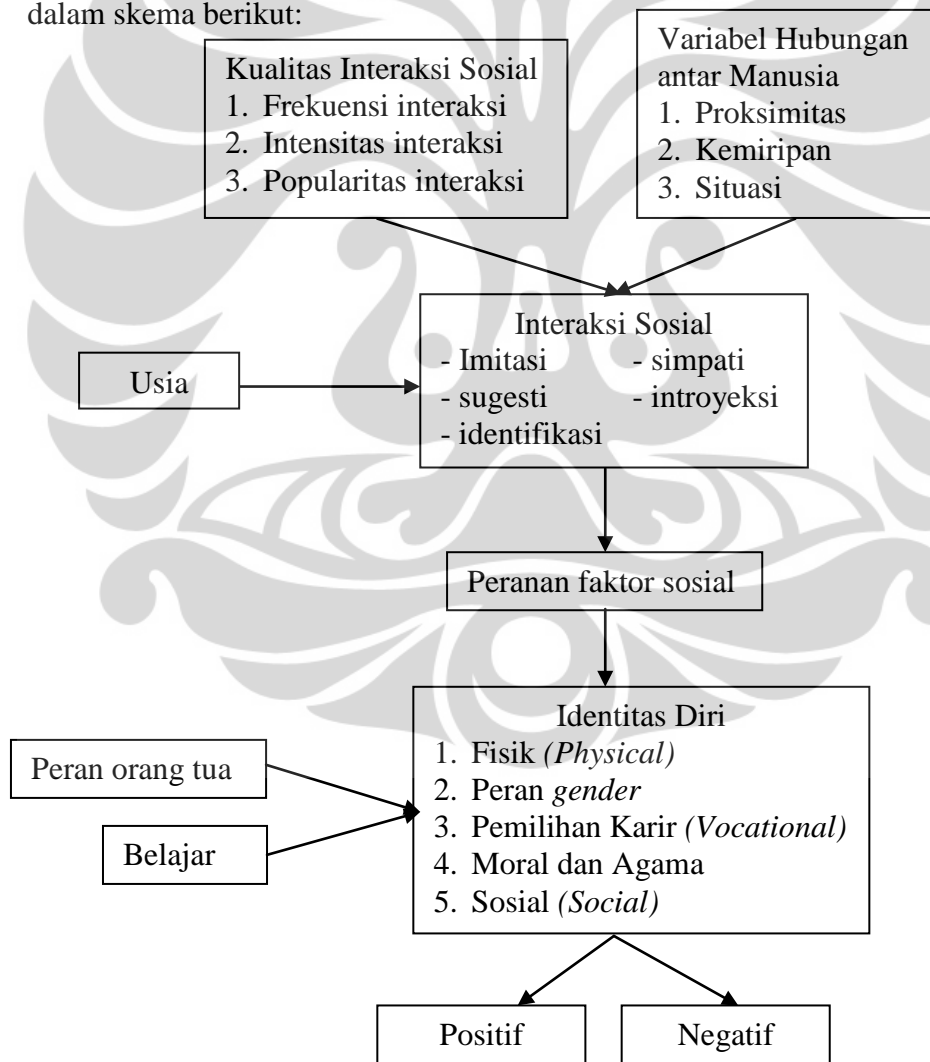 dalam skema berikut:
Kualitas Interaksi Sosial
1. Frekuensi interaksi
2. Intensitas interaksi
3. Popularitas interaksi
Variabel Hubungan
antar Manusia
1. Proksimitas
2. Kemiripan
3. Situasi
Interaksi Sosial
- Imitasi - simpati
- sugesti - introyeksi
- identifikasi
Usia
Peranan faktor sosial
Identitas Diri
1. Fisik (Physical)
2. Peran gender
3. Pemilihan Karir (Vocational)
4. Moral dan Agama
5. Sosial (Social)
Peran orang tua
Belajar
Positif
Negatif